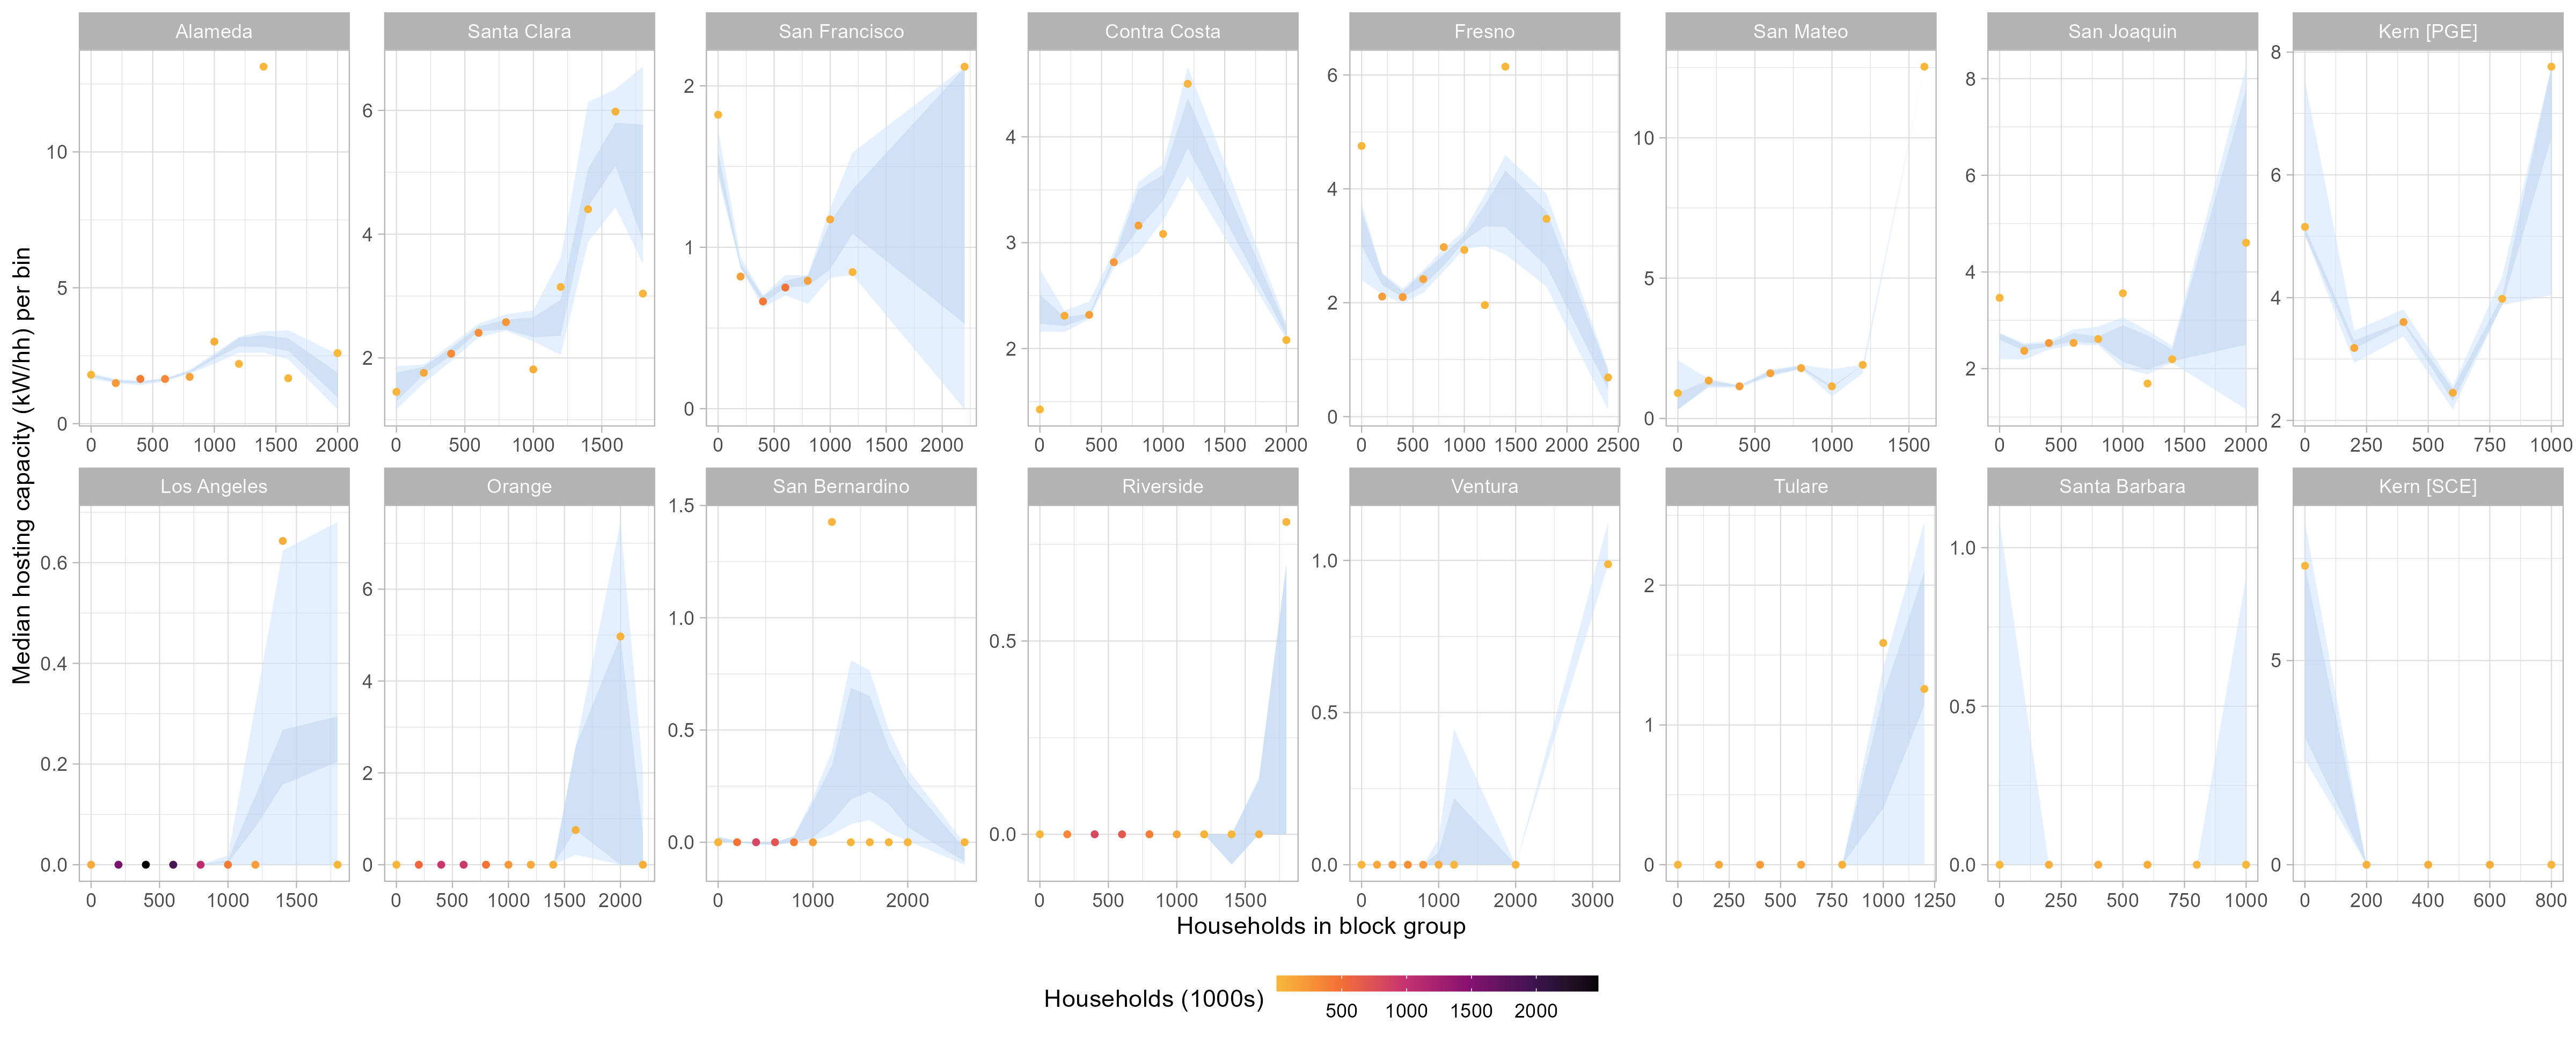 Median hosting capacity (kW/hh) per bin
Alameda Santa Clara San Francisco Contra Costa Fresno San Mateo San Joaquin Kern [PGE]
10
5
0
6
4
2
2
1
0
4
3
2
6
4
2
0
10
5
0
8
6
4
2
8
6
4
2
0 500 1000 1500 2000
0 500 1000 1500
0 500 1000 1500 2000
0 500 1000 1500 2000
0 500 1000 1500 2000 2500
0 500 1000 1500
0 500 1000 1500 2000
0 250 500 750 1000
Los Angeles Orange San Bernardino Riverside Ventura Tulare Santa Barbara Kern [SCE]
0.6
0.4
0.2
0.0
6
4
2
0
1.5
1.0
0.5
0.0
0.5
0.0
1.0
0.5
0.0
2
1
0
1.0
0.5
0.0
5
0
0 500 1000 1500
0 500 1000 1500 2000
0 1000 2000
0 500 1000 1500
0 1000 2000 3000
0 250 500 750 1000 1250
0 250 500 750 1000
0 200 400 600 800
Households in block group
Households (1000s)
500 1000 1500 2000